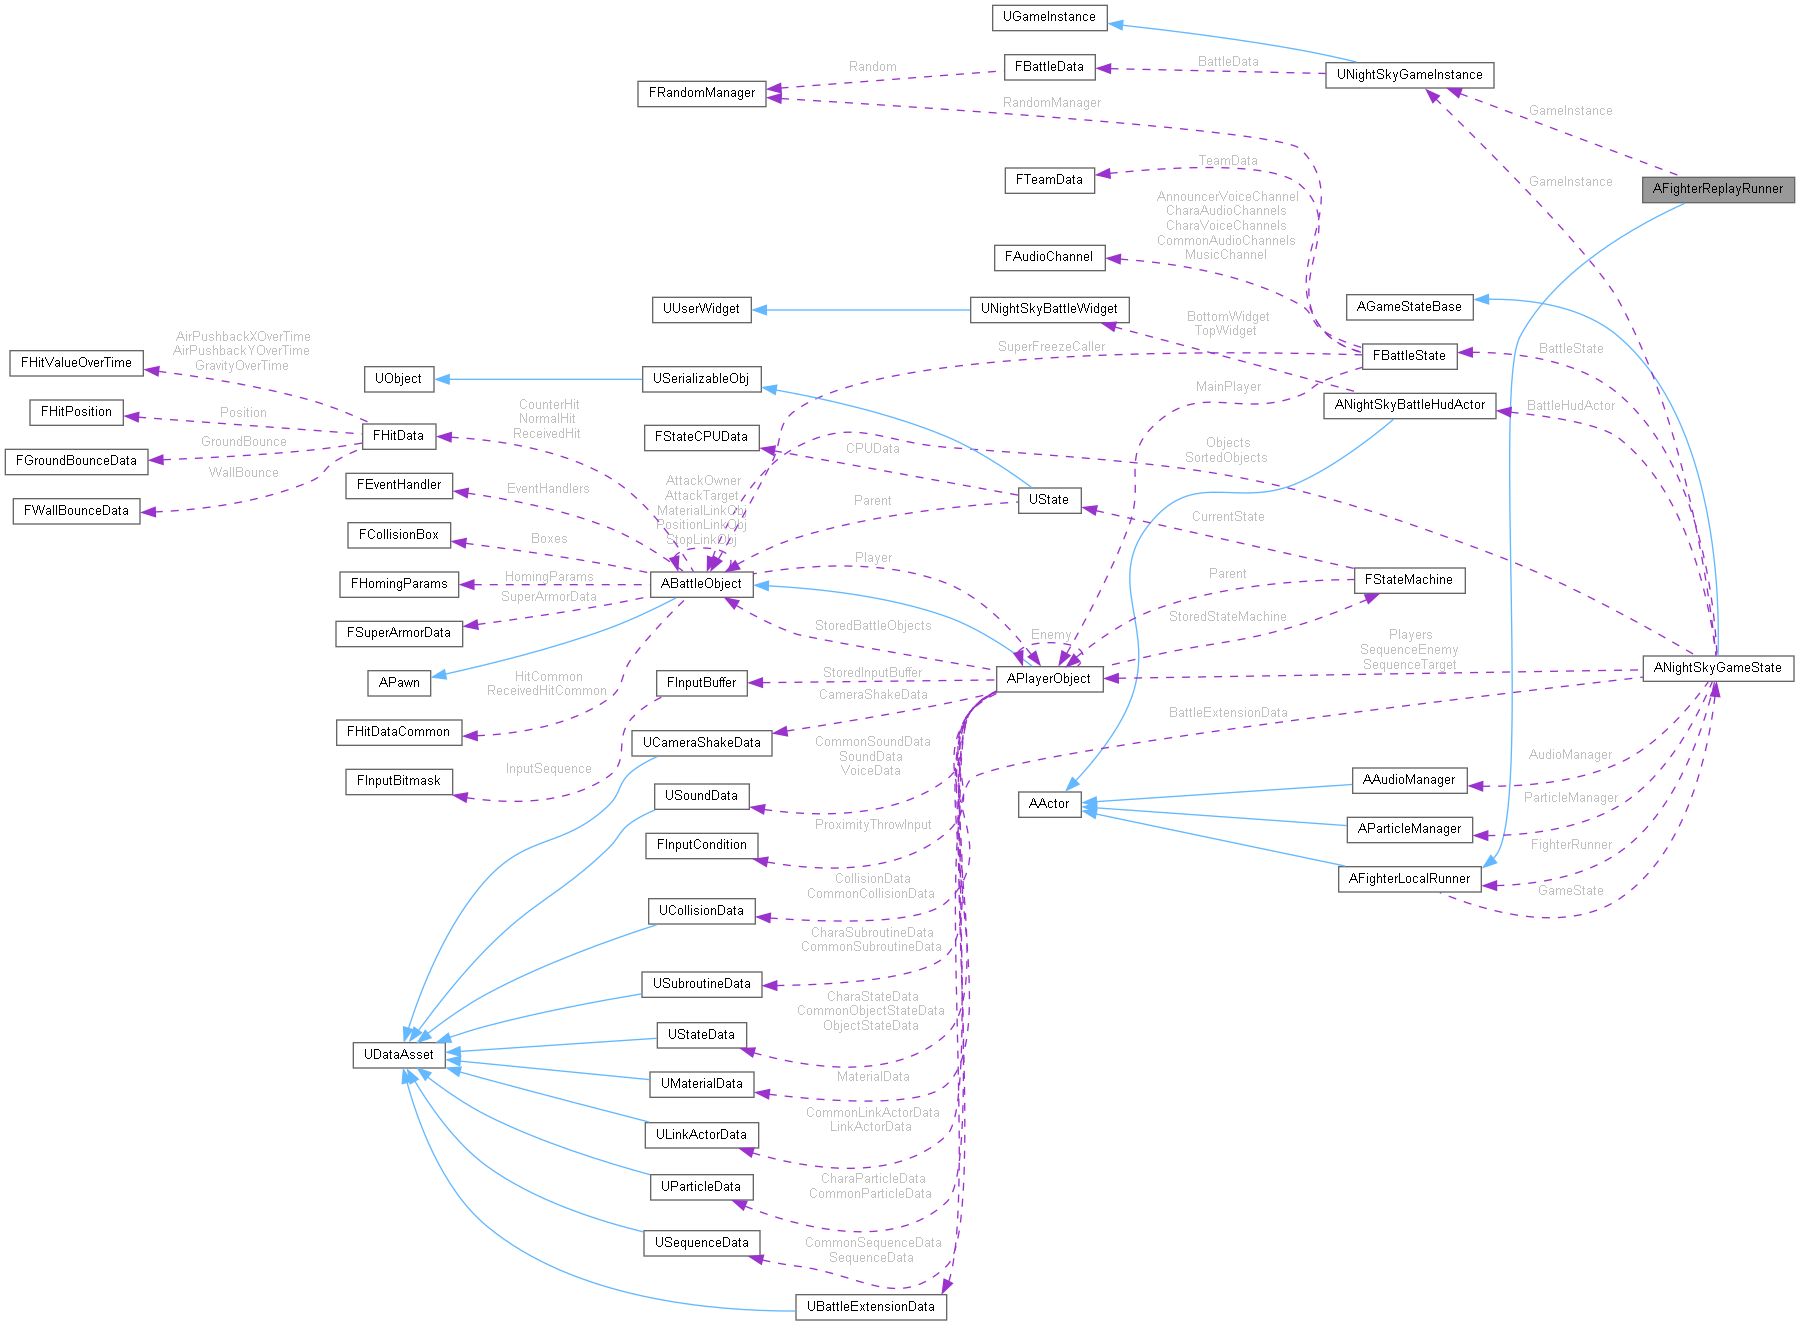 UGameInstance
FBattleData
BattleData
UNightSkyGameInstance
Random
FRandomManager
RandomManager
GameInstance
TeamData
FTeamData
GameInstance
AFighterReplayRunner
AnnouncerVoiceChannel
CharaAudioChannels
CharaVoiceChannels
CommonAudioChannels
MusicChannel
FAudioChannel
UUserWidget
UNightSkyBattleWidget
AGameStateBase
BottomWidget
TopWidget
AirPushbackXOverTime
AirPushbackYOverTime
GravityOverTime
FHitValueOverTime
SuperFreezeCaller
FBattleState
BattleState
UObject
USerializableObj
MainPlayer
FHitPosition
Position
CounterHit
NormalHit
ReceivedHit
ANightSkyBattleHudActor
BattleHudActor
FHitData
FStateCPUData
CPUData
Objects
SortedObjects
GroundBounce
FGroundBounceData
WallBounce
FWallBounceData
FEventHandler
EventHandlers
AttackOwner
AttackTarget
MaterialLinkObj
PositionLinkObj
StopLinkObj
Parent
UState
CurrentState
FCollisionBox
Boxes
Player
FHomingParams
HomingParams
SuperArmorData
ABattleObject
Parent
FStateMachine
StoredStateMachine
FSuperArmorData
StoredBattleObjects
Enemy
Players
SequenceEnemy
SequenceTarget
APawn
HitCommon
ReceivedHitCommon
FInputBuffer
StoredInputBuffer
APlayerObject
ANightSkyGameState
CameraShakeData
BattleExtensionData
FHitDataCommon
UCameraShakeData
CommonSoundData
SoundData
VoiceData
AudioManager
FInputBitmask
InputSequence
AAudioManager
USoundData
ParticleManager
AActor
ProximityThrowInput
AParticleManager
FInputCondition
FighterRunner
CollisionData
CommonCollisionData
AFighterLocalRunner
GameState
UCollisionData
CharaSubroutineData
CommonSubroutineData
USubroutineData
CharaStateData
CommonObjectStateData
ObjectStateData
UStateData
UDataAsset
UMaterialData
MaterialData
CommonLinkActorData
LinkActorData
ULinkActorData
CharaParticleData
CommonParticleData
UParticleData
USequenceData
CommonSequenceData
SequenceData
UBattleExtensionData